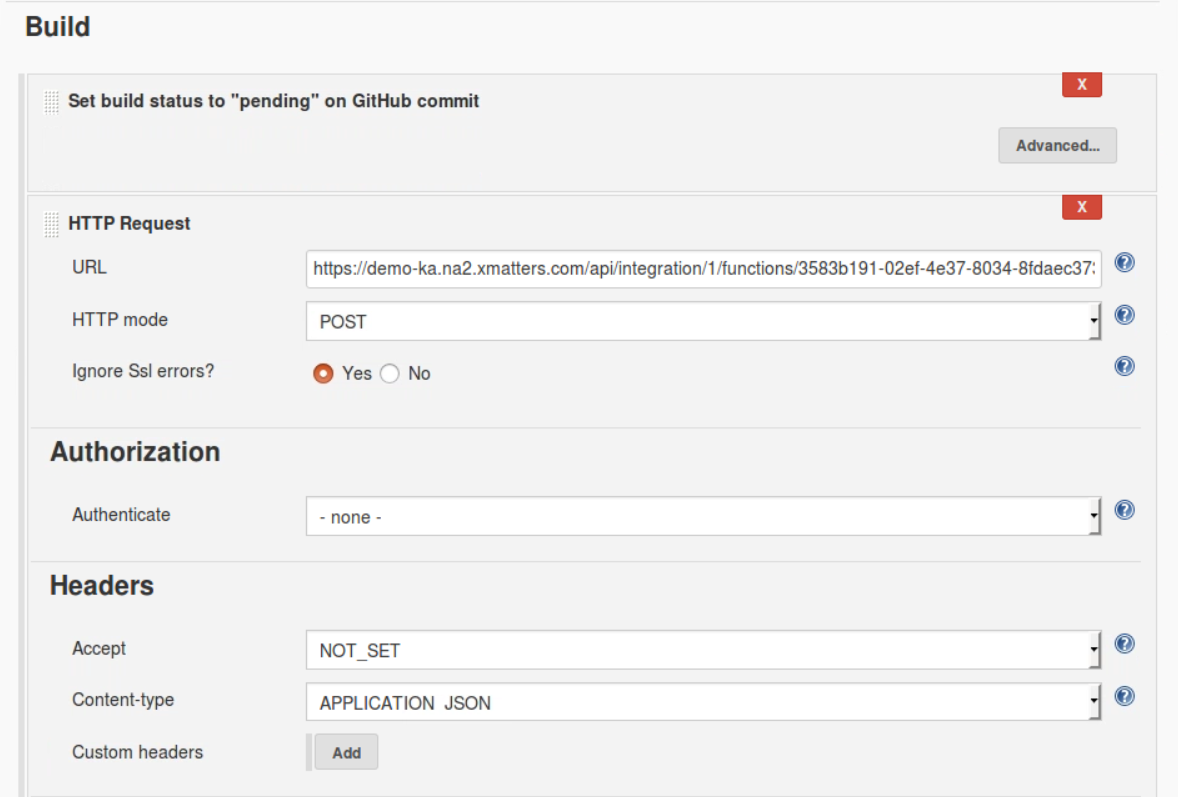 Build
Set build status to "pending" on GitHub commit
X
Advanced...
HTTP Request
X
URL
https://demo-ka.na2.xmatters.com/api/integration/1/functions/3583b191-02ef-4e37-8034-8fdaec37
HTTP mode
POST
Ignore Ssl errors?
Yes No
Authorization
Authenticate
- none -
Headers
Accept
NOT_SET
Content-type
APPLICATION_JSON
Custom headers
Add